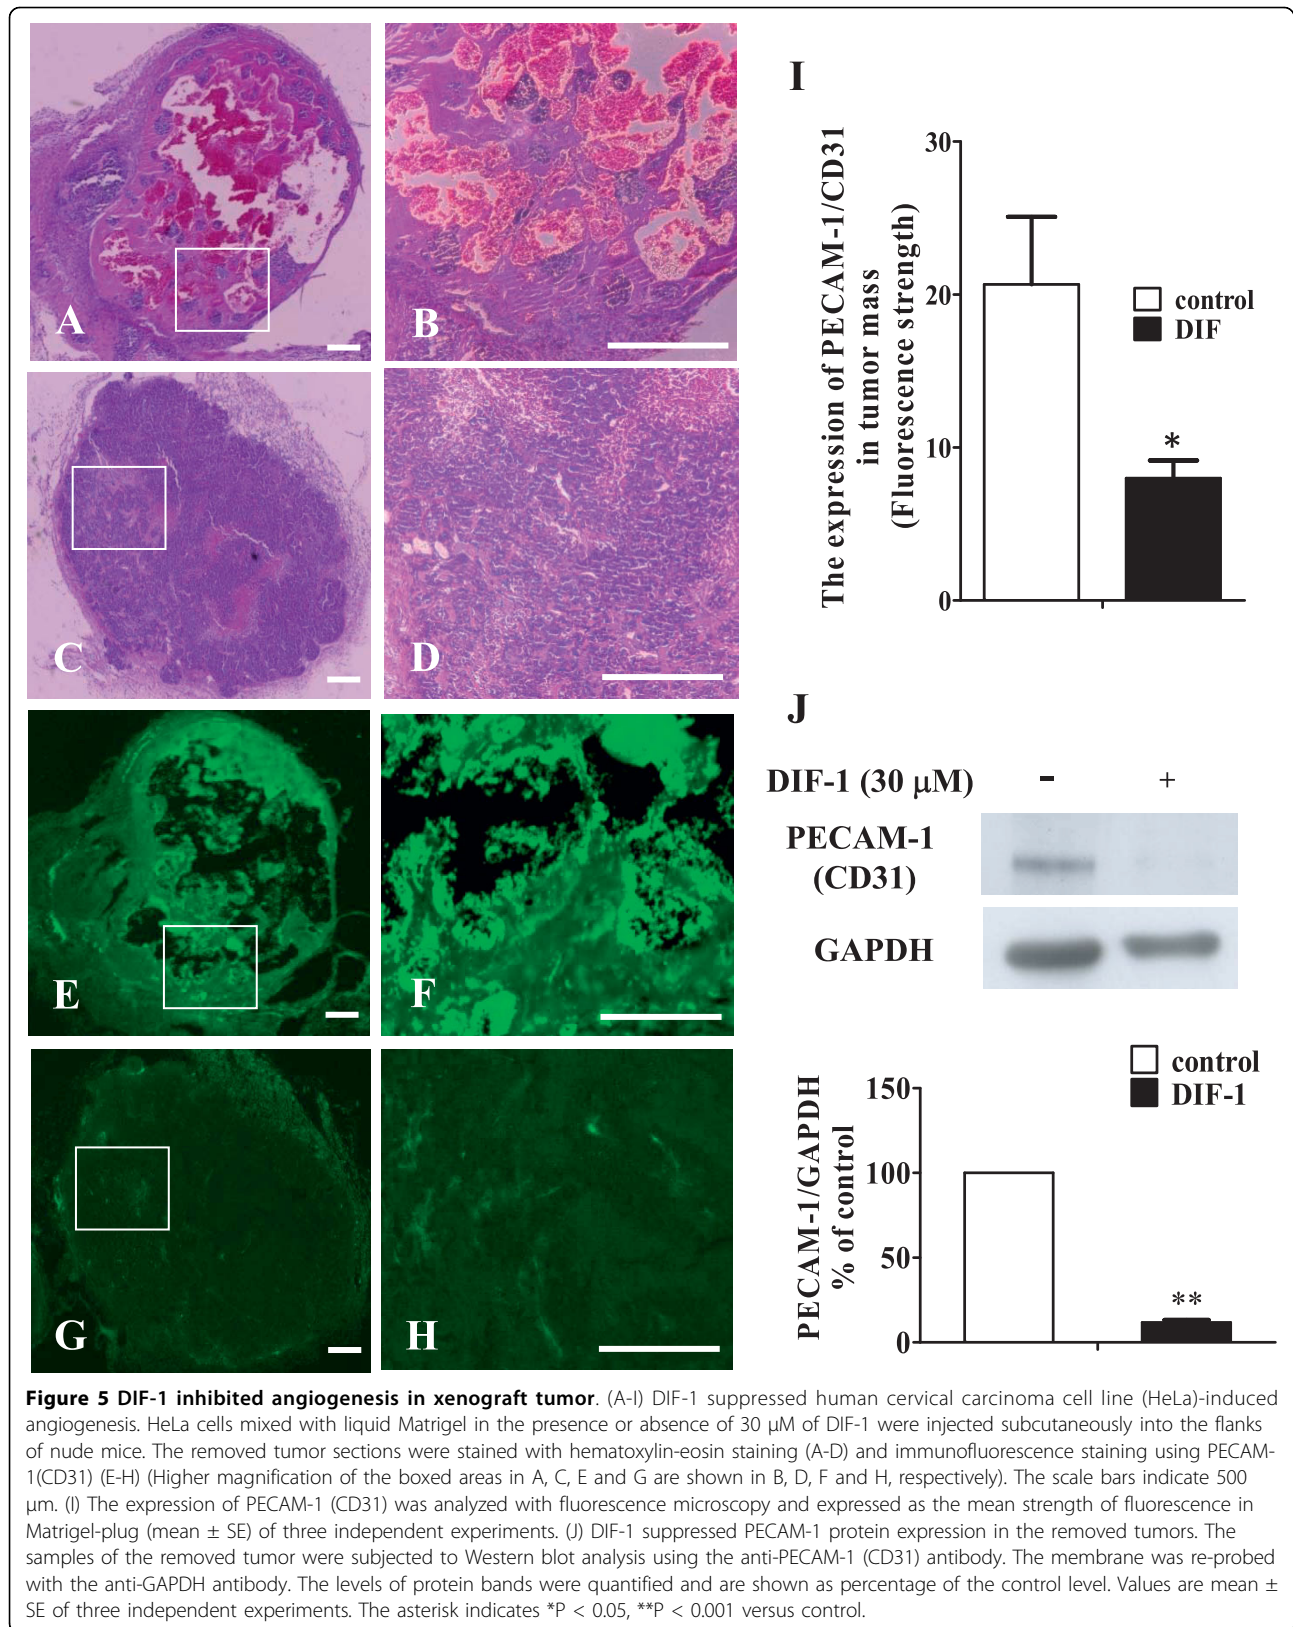 A
B
C
D
E
F
G
H
I
The expression of PECAM-1/CD31
in tumor mass
(Fluorescence strength)
30
20
10
0
control
DIF
*
J
DIF-1 (30 μM)
-
+
PECAM-1
(CD31)
GAPDH
control
DIF-1
PECAM-1/GAPDH
% of control
150
100
50
0
**
Figure 5 DIF-1 inhibited angiogenesis in xenograft tumor. (A-I) DIF-1 suppressed human cervical carcinoma cell line (HeLa)-induced
angiogenesis. HeLa cells mixed with liquid Matrigel in the presence or absence of 30 μM of DIF-1 were injected subcutaneously into the flanks
of nude mice. The removed tumor sections were stained with hematoxylin-eosin staining (A-D) and immunofluorescence staining using PECAM-
1(CD31) (E-H) (Higher magnification of the boxed areas in A, C, E and G are shown in B, D, F and H, respectively). The scale bars indicate 500
μm. (I) The expression of PECAM-1 (CD31) was analyzed with fluorescence microscopy and expressed as the mean strength of fluorescence in
Matrigel-plug (mean ± SE) of three independent experiments. (J) DIF-1 suppressed PECAM-1 protein expression in the removed tumors. The
samples of the removed tumor were subjected to Western blot analysis using the anti-PECAM-1 (CD31) antibody. The membrane was re-probed
with the anti-GAPDH antibody. The levels of protein bands were quantified and are shown as percentage of the control level. Values are mean ±
SE of three independent experiments. The asterisk indicates *P < 0.05, **P < 0.001 versus control.